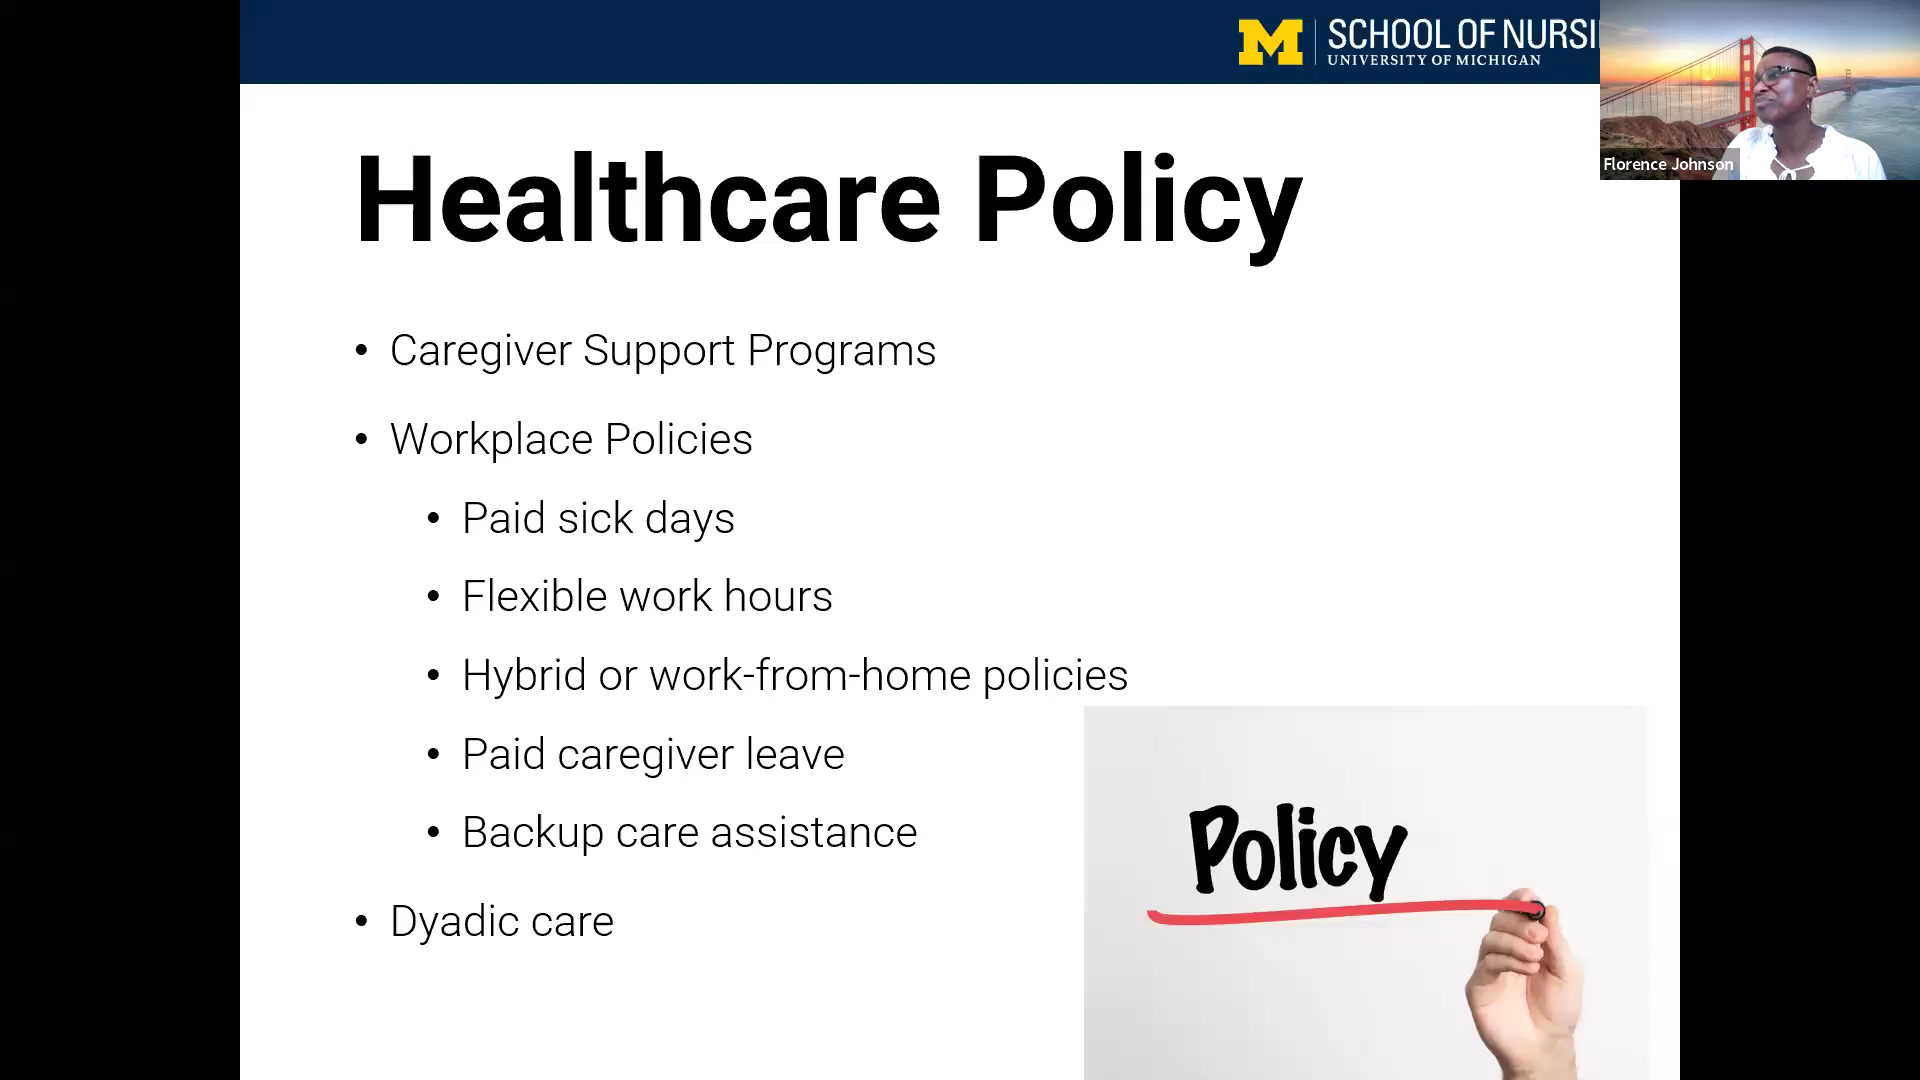 M SCHOOL OF NURSI
UNIVERSITY OF MICHIGAN
Florence Johnson
Healthcare Policy
• Caregiver Support Programs
• Workplace Policies
• Paid sick days
• Flexible work hours
• Hybrid or work-from-home policies
• Paid caregiver leave
• Backup care assistance
• Dyadic care
Policy